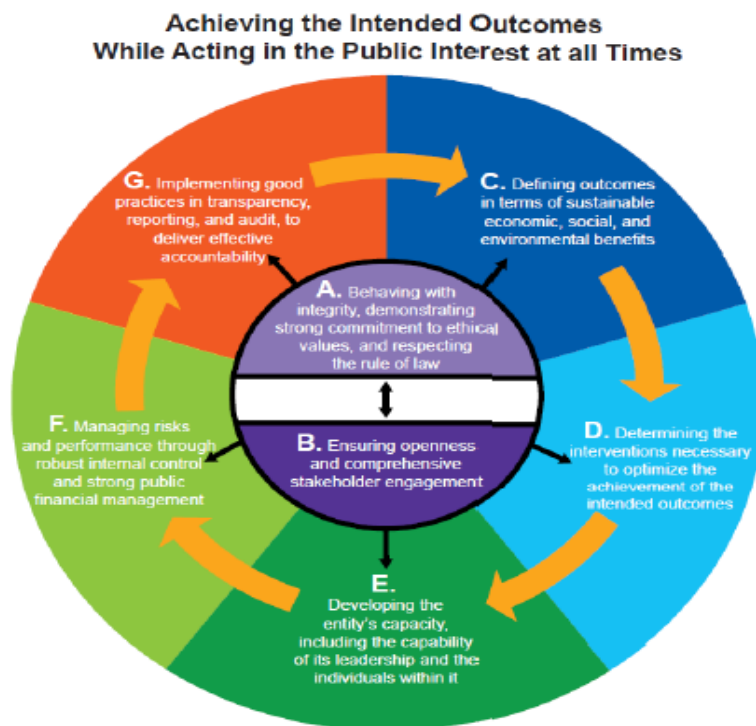 Achieving the Intended Outcomes
While Acting in the Public Interest at all Times
G. Implementing good
practices in transparency,
reporting, and audit, to
deliver effective
accountability
C. Defining outcomes
in terms of sustainable
economic, social, and
environmental benefits
A. Behaving with
integrity, demonstrating
strong commitment to ethical
values, and respecting
the rule of law
B. Ensuring openness
and comprehensive
stakeholder engagement
D. Determining the
interventions necessary
to optimize the
achievement of the
intended outcomes
E.
Developing the
entity's capacity,
including the capability
of its leadership and the
individuals within it
F. Managing risks
and performance through
robust internal control
and strong public
financial management